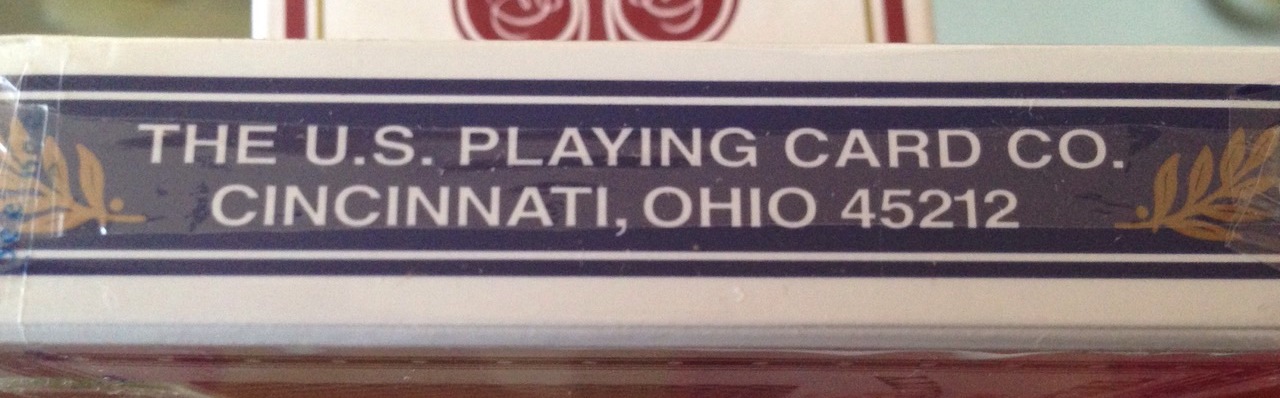 THE U.S. PLAYING CARD CO.
CINCINNATI, OHIO 45212